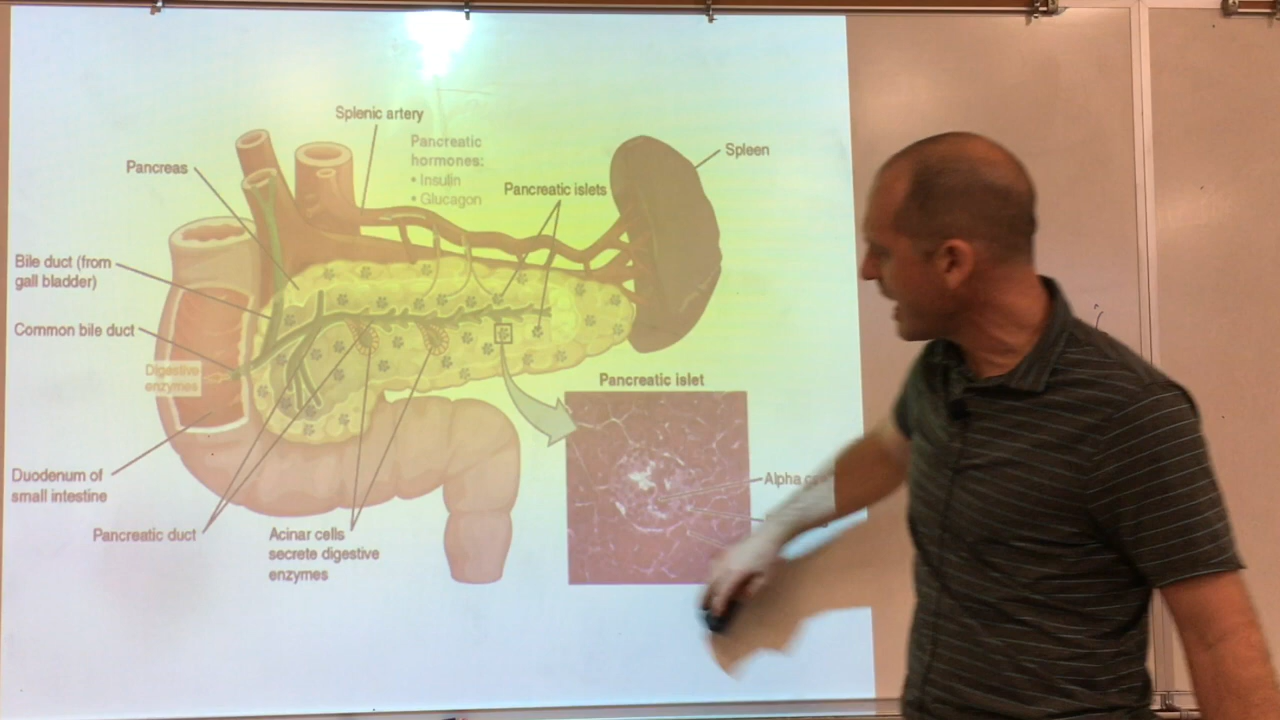 Splenic artery
Pancreatic
hormones:
• Insulin
• Glucagon
Spleen
Pancreas
Pancreatic islets
Bile duct (from
gall bladder)
Common bile duct
Digestive
enzymes
Pancreatic islet
Duodenum of
small intestine
Alpha
Pancreatic duct
Acinar cells
secrete digestive
enzymes